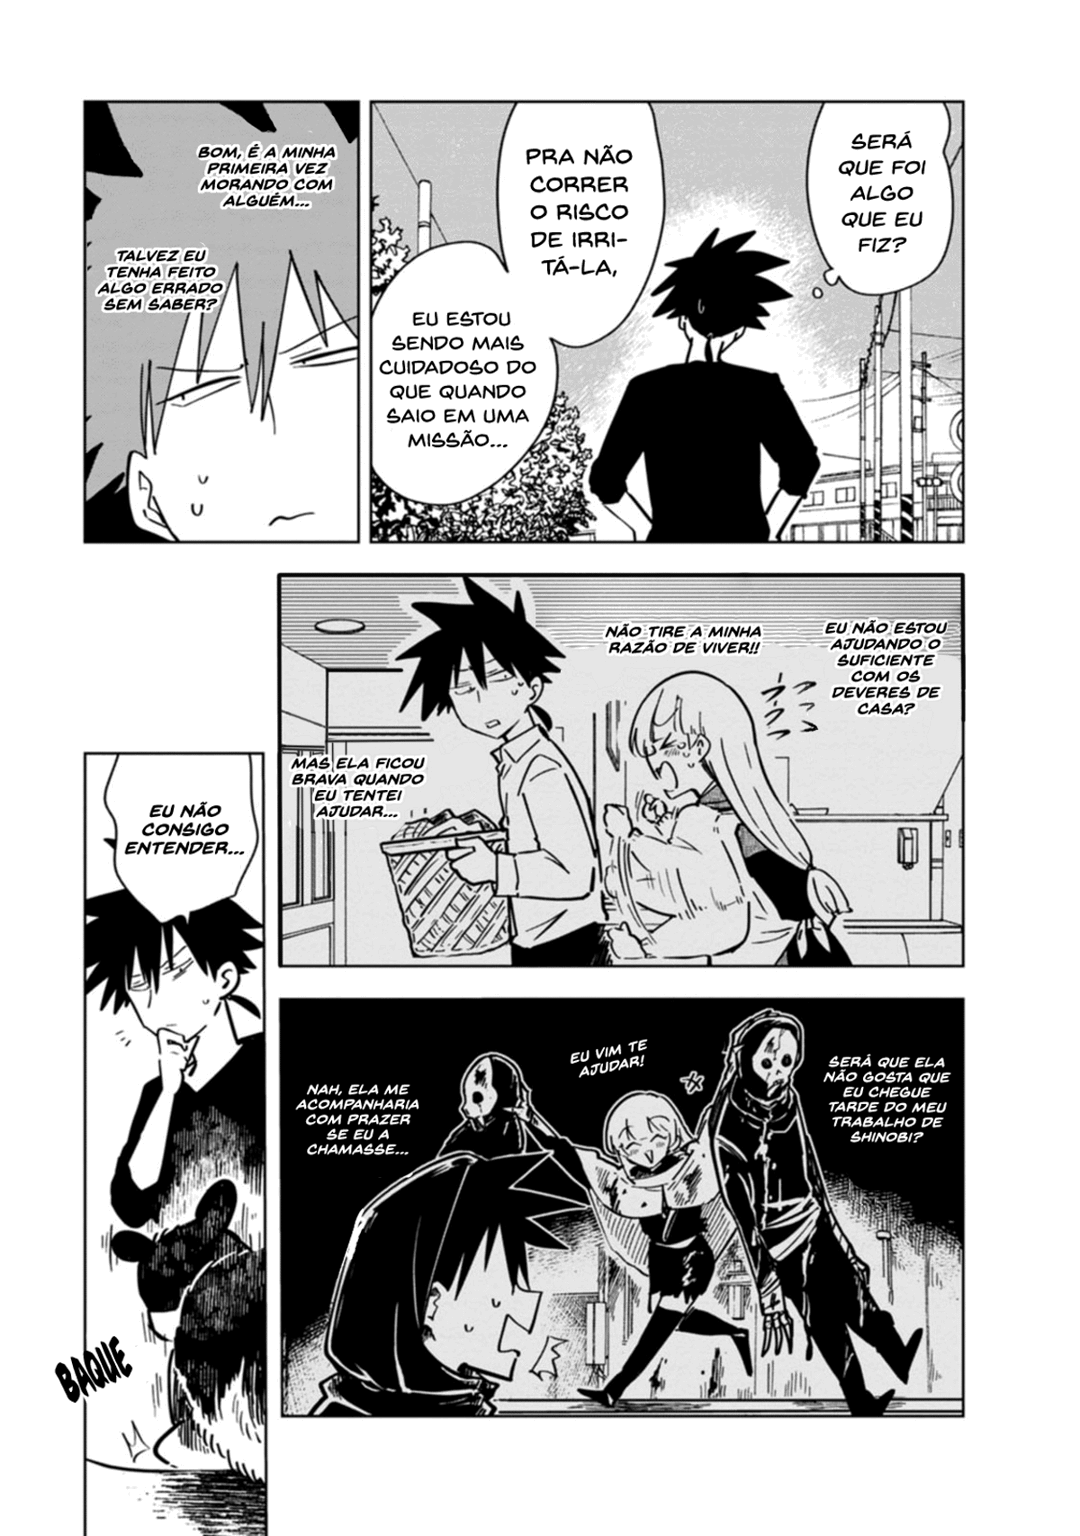 SERÁ
QUE FOI
ALGO
QUE EU
FIZ?
PRA NÃO
CORRER
O RISCO
DE IRRI-
TÁ-LA,
EU ESTOU
SENDO MAIS
CUIDADOSO DO
QUE QUANDO
SAIO EM UMA
MISSÃO...
BOM, É A MINHA
PRIMEIRA VEZ
MORANDO COM
ALGUÉM...
TALVEZ EU
TENHA FEITO
ALGO ERRADO
SEM SABER?
EU NÃO ESTOU
AJUDANDO O
SUFICIENTE
COM OS
DEVERES DE
CASA?
NÃO TIRE A MINHA
RAZÃO DE VIVER!!
MAS ELA FICOU
BRAVA QUANDO
EU TENTEI
AJUDAR...
SERÁ QUE ELA
NÃO GOSTA QUE
EU CHEGUE
TARDE DO MEU
TRABALHO DE
SHINOBI?
EU VIM TE
AJUDAR!
NAH, ELA ME
ACOMPANHARIA
COM PRAZER
SE EU A
CHAMASSE...
EU NÃO
CONSIGO
ENTENDER...
BAQUE